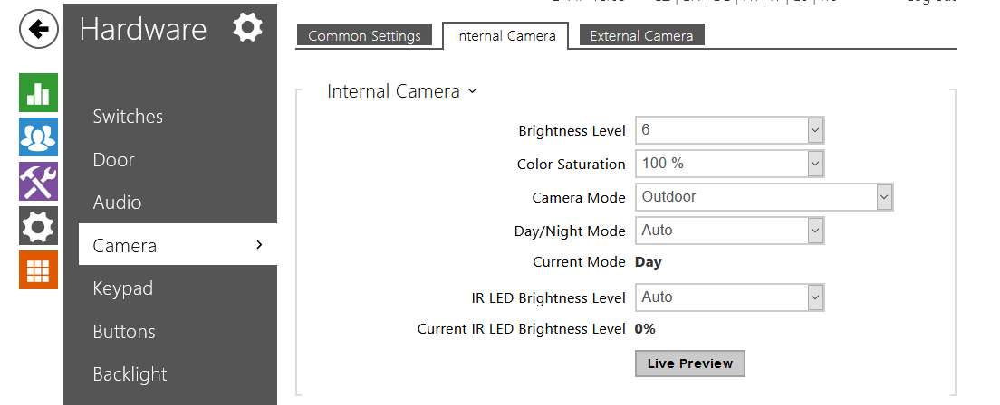 Hardware
Common Settings
Internal Camera
External Camera
Switches
Door
Audio
Camera
Keypad
Buttons
Backlight
Internal Camera
Brightness Level 6
Color Saturation 100 %
Camera Mode Outdoor
Day/Night Mode Auto
Current Mode Day
IR LED Brightness Level Auto
Current IR LED Brightness Level 0%
Live Preview